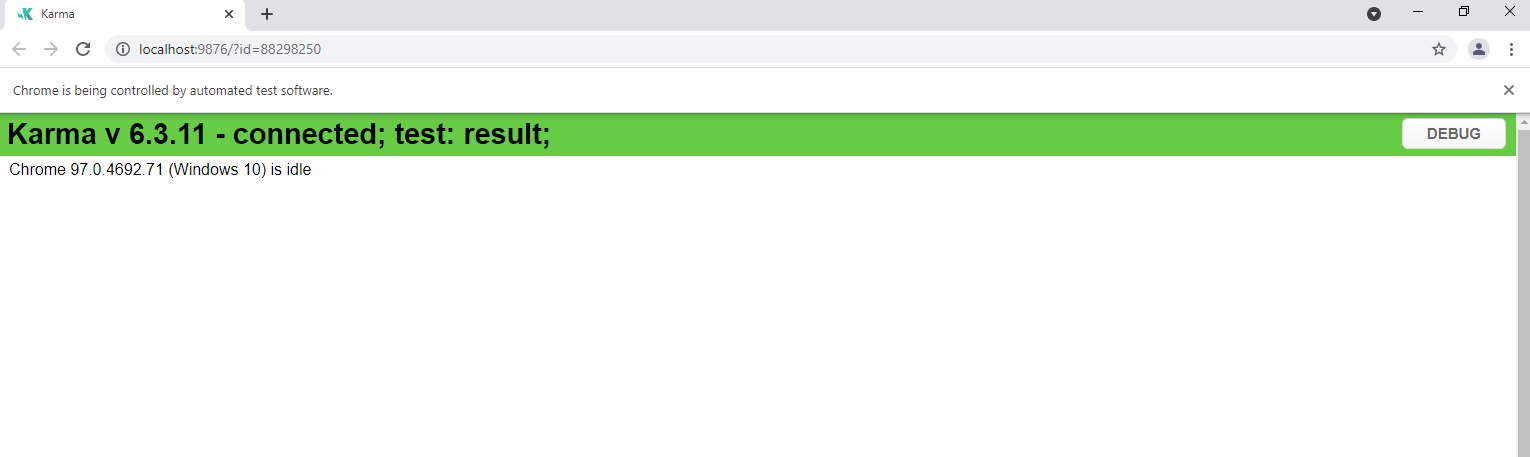 Karma
localhost:9876/?id=88298250
Chrome is being controlled by automated test software.
Karma v 6.3.11 - connected; test: result;
DEBUG
Chrome 97.0.4692.71 (Windows 10) is idle